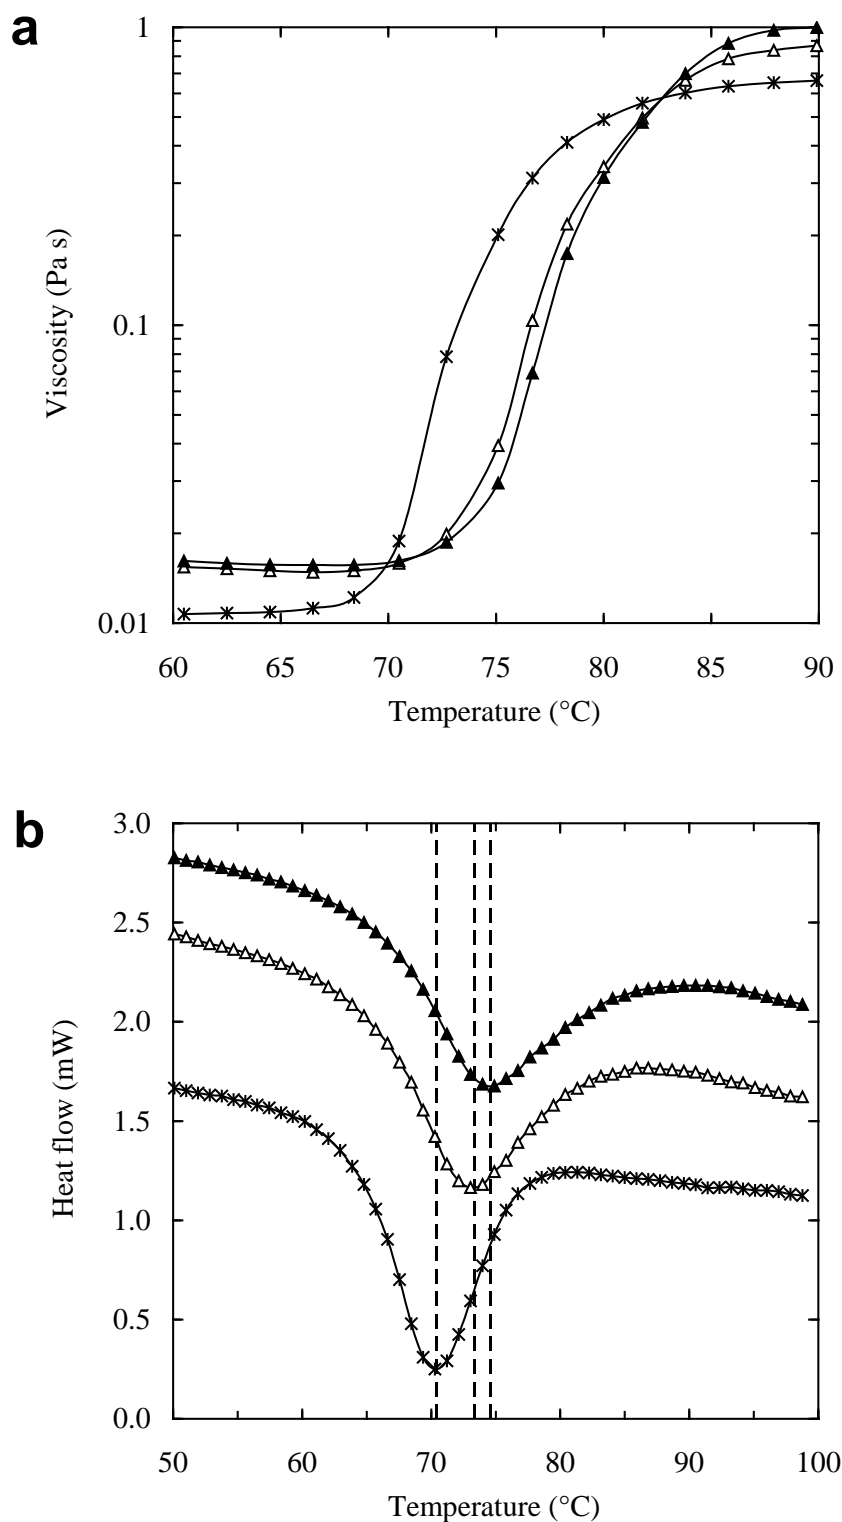 a
1
0.1
0.01
Viscosity (Pa s)
60 65 70 75 80 85 90
Temperature (°C)
b
3.0
2.5
2.0
1.5
1.0
0.5
0.0
Heat flow (mW)
50 60 70 80 90 100
Temperature (°C)